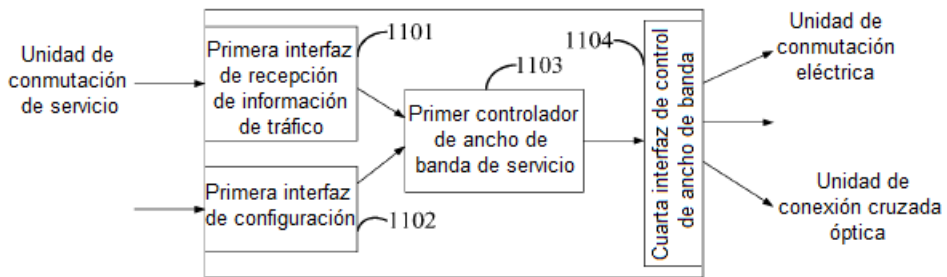 Unidad de
conmutación
de servicio
Primera interfaz
de recepción
de información
de tráfico
1101
Primera interfaz
de configuración
1102
1103
Primer controlador
de ancho de
banda de servicio
1104
Cuarta interfaz de control
de ancho de banda
Unidad de
conmutación
eléctrica
Unidad de
conexión cruzada
óptica